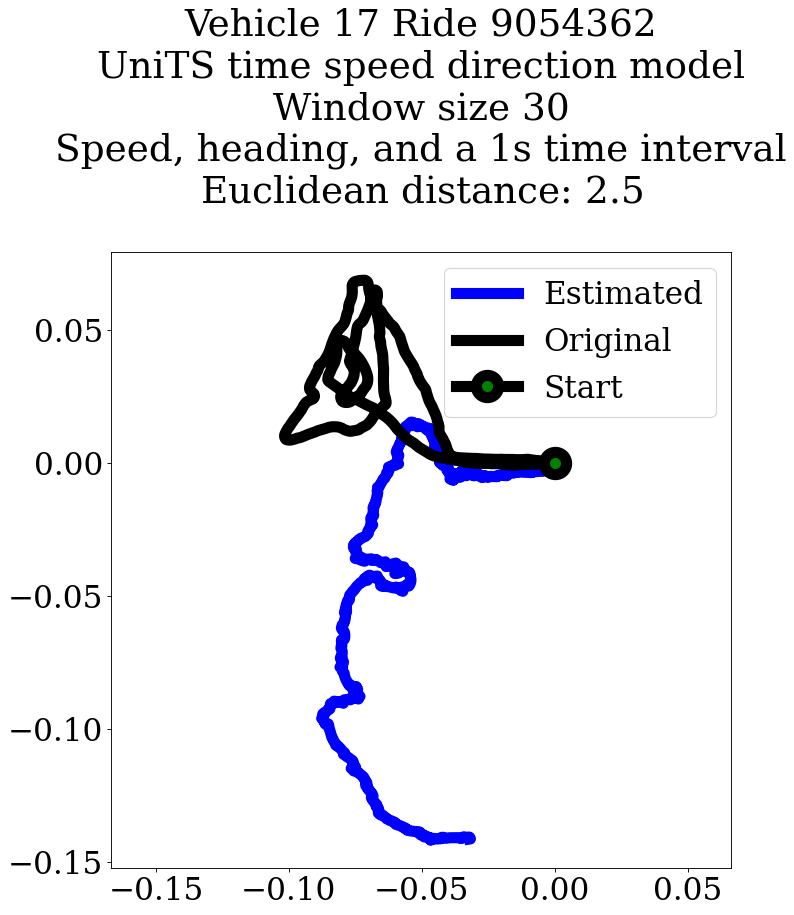 Vehicle 17 Ride 9054362
UniTS time speed direction model
Window size 30
Speed, heading, and a 1s time interval
Euclidean distance: 2.5
Estimated
Original
Start
0.05
0.00
−0.05
−0.10
−0.15
−0.15 −0.10 −0.05 0.00 0.05